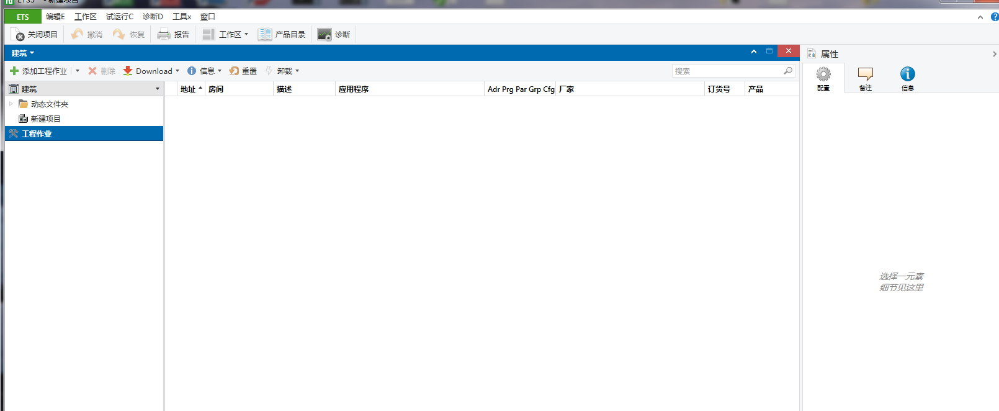 ETS5™ - 新建项目
ETS 编辑E 工作区 试运行C 诊断D 工具x 窗口
关闭项目 撤消 恢复 报告 工作区 产品目录 诊断
建筑
属性
添加工程作业 删除 Download 信息 重置 卸载 搜索
配置 备注 信息
建筑
地址 房间 描述 应用程序 Adr Prg Par Grp Cfg 厂家 订货号 产品
动态文件夹
新建项目
工程作业
选择一元素
细节见这里